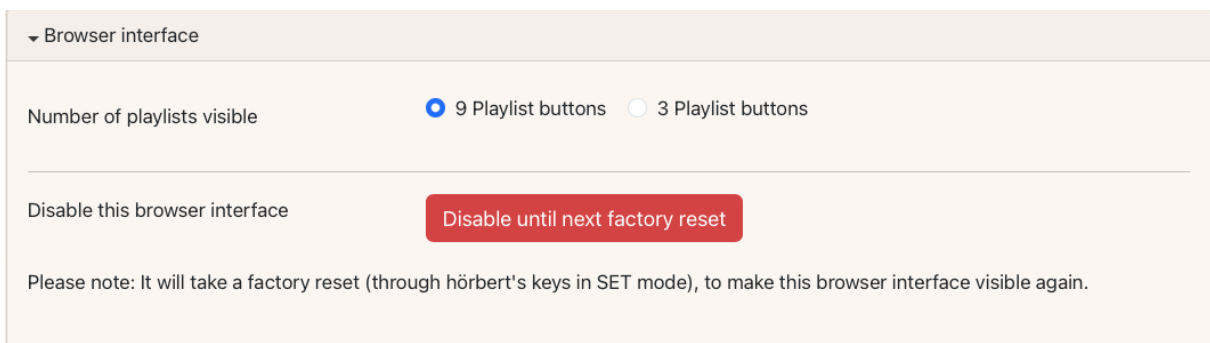 Browser interface
Number of playlists visible 9 Playlist buttons 3 Playlist buttons
Disable this browser interface Disable until next factory reset
Please note: It will take a factory reset (through hörbert's keys in SET mode), to make this browser interface visible again.